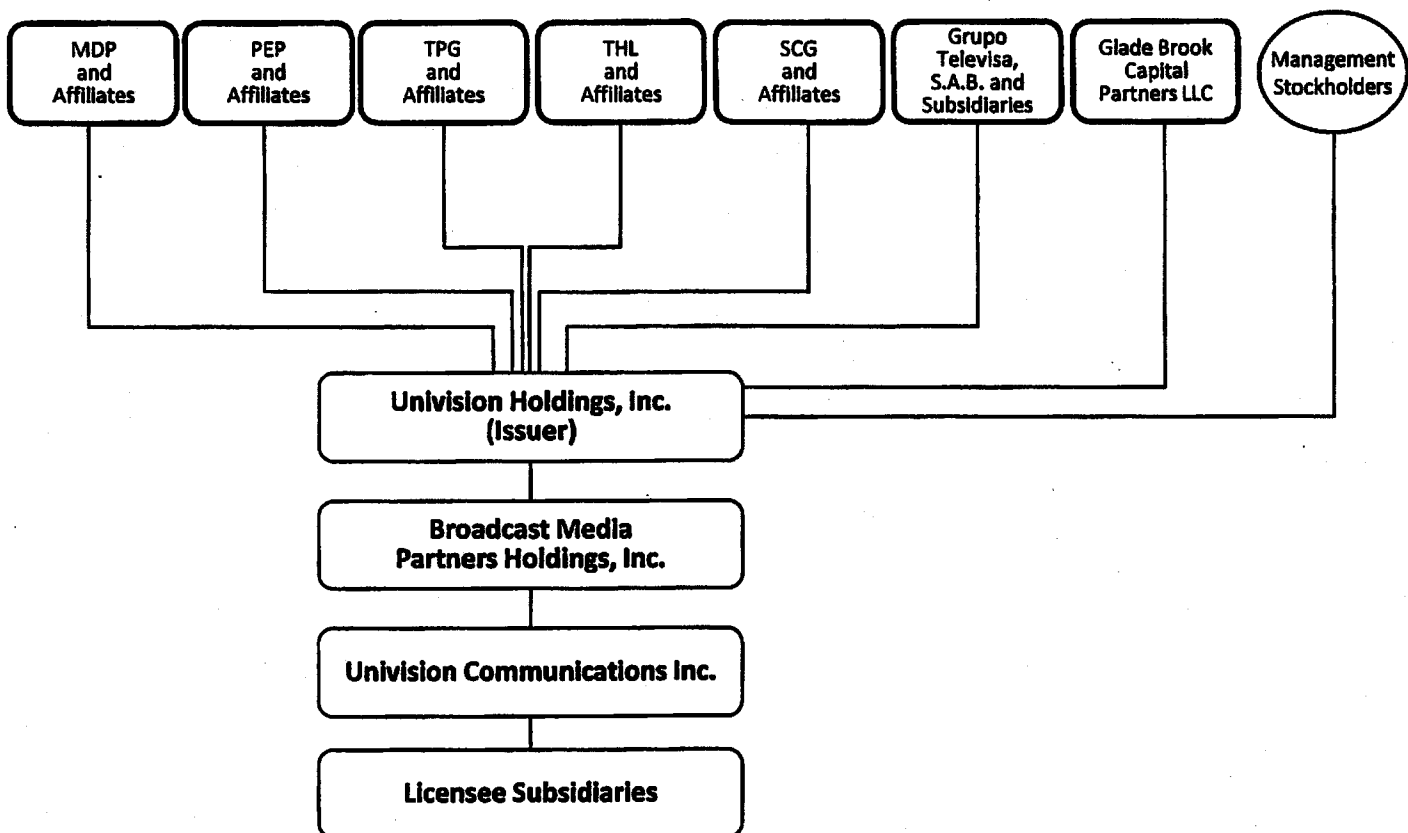 MDP
and
Affiliates
PEP
and
Affiliates
TPG
and
Affiliates
THL
and
Affiliates
SCG
and
Affiliates
Grupo
Televisa,
S.A.B. and
Subsidiaries
Glade Brook
Capital
Partners LLC
Management
Stockholders
Univision Holdings, Inc.
(Issuer)
Broadcast Media
Partners Holdings, Inc.
Univision Communications Inc.
Licensee Subsidiaries